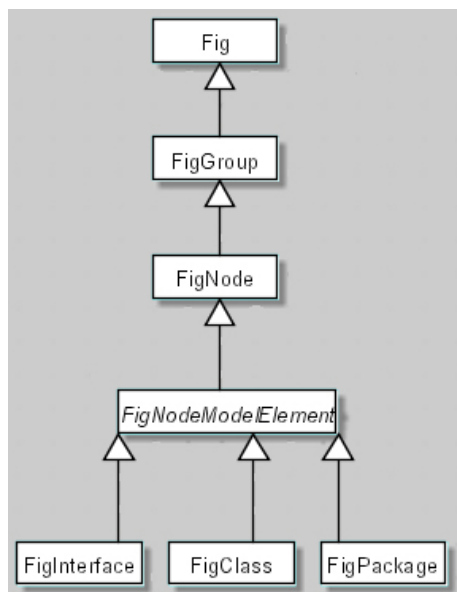 Fig
FigGroup
FigNode
FigNodeModelElement
FigInterface
FigClass
FigPackage